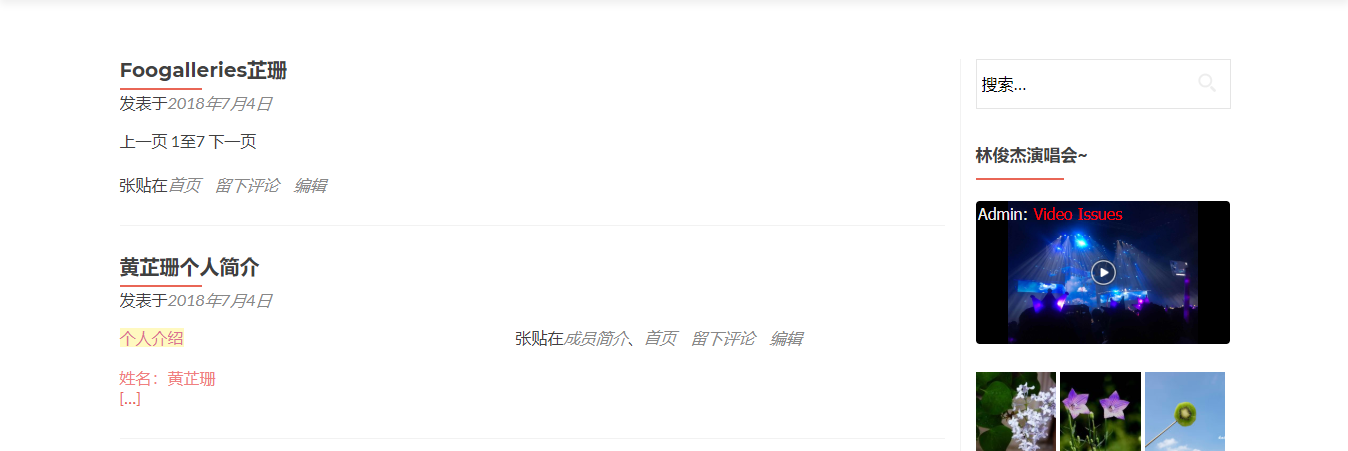 Foogalleries芷珊
发表于2018年7月4日
上一页 1至7 下一页
张贴在首页 留下评论 编辑
黄芷珊个人简介
发表于2018年7月4日
个人介绍
张贴在成员简介、首页 留下评论 编辑
姓名：黄芷珊
[...]
搜索...
林俊杰演唱会~
Admin: Video Issues